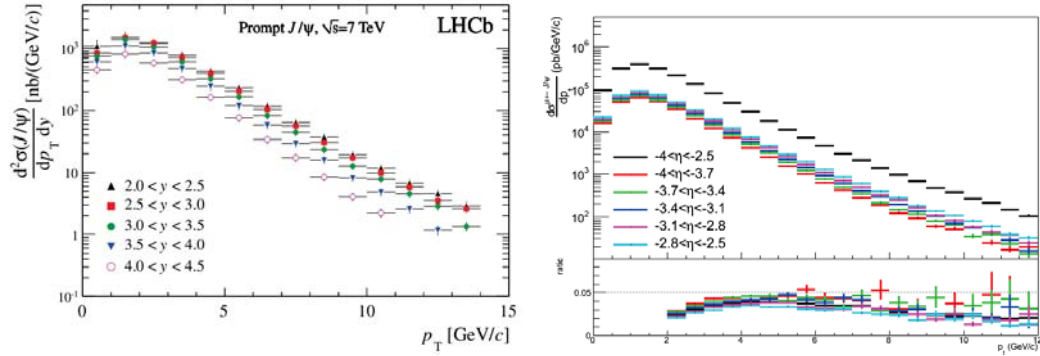 Prompt J/ψ, √s=7 TeV
LHCb
d²σ(J/ψ)
dp_T dy
[nb/(GeV/c)]
10³
10²
10
1
10⁻¹
2.0 < y < 2.5
2.5 < y < 3.0
3.0 < y < 3.5
3.5 < y < 4.0
4.0 < y < 4.5
0
5
10
15
p_T [GeV/c]
(pb/GeV/c)
10⁶
10⁵
10⁴
10³
10²
-4<η<-2.5
-4<η<-3.7
-3.7<η<-3.4
-3.4<η<-3.1
-3.1<η<-2.8
-2.8<η<-2.5
ratio
0.05
0
0
2
4
6
8
10
12
p_t (GeV/c)